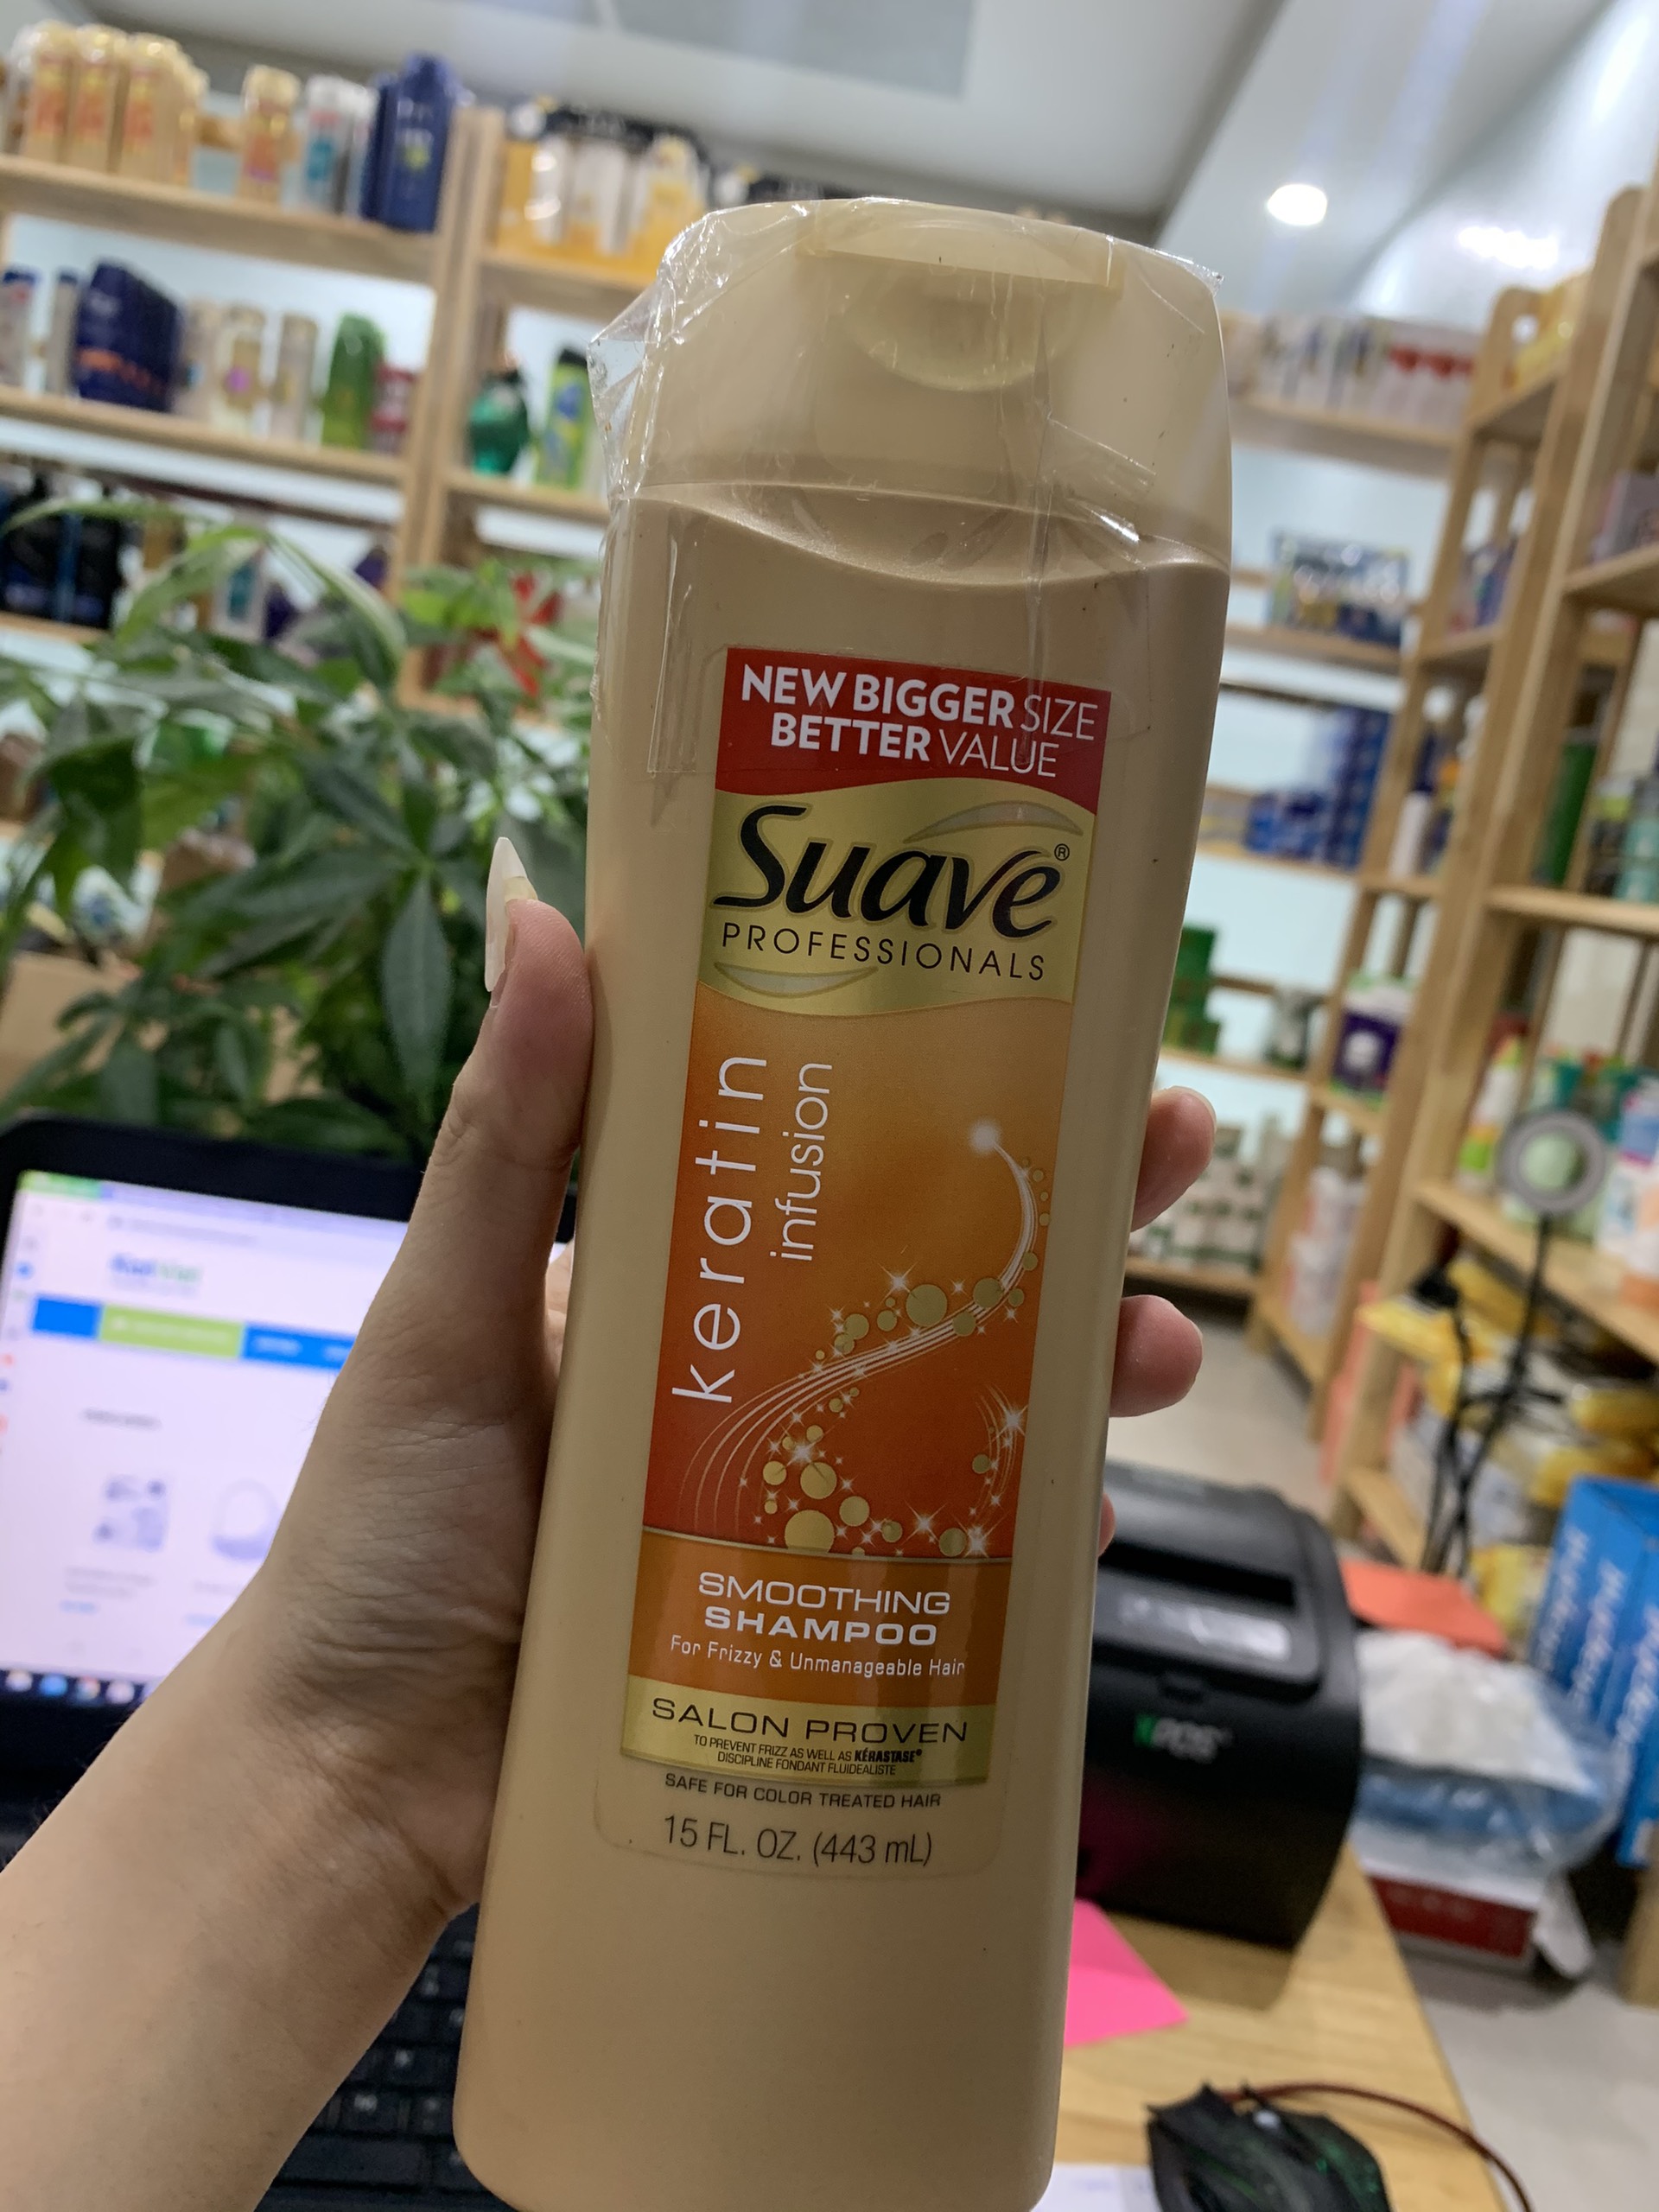 NEW BIGGER SIZE
BETTER VALUE
Suave®
PROFESSIONALS
keratin
infusion
SMOOTHING
SHAMPOO
For Frizzy & Unmanageable Hair
SALON PROVEN
TO PREVENT FRIZZ AS WELL AS KÉRASTASE®
DISCIPLINE FONDANT FLUIDEALISTE
SAFE FOR COLOR TREATED HAIR
15 FL. OZ. (443 mL)